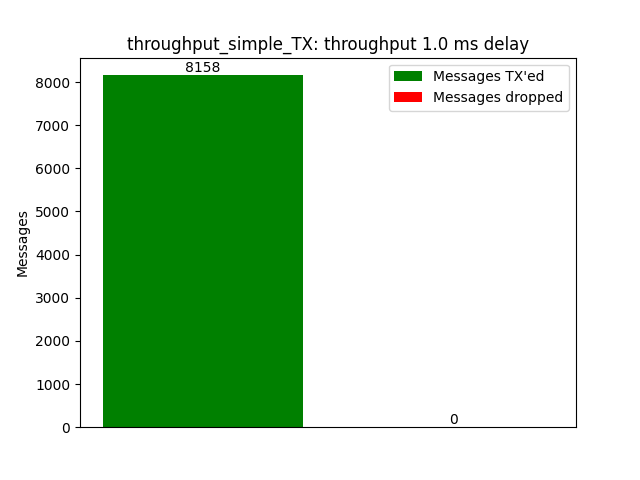 throughput_simple_TX: throughput 1.0 ms delay
8158
Messages TX'ed
Messages dropped
8000
7000
6000
5000
4000
3000
2000
1000
0
Messages
0